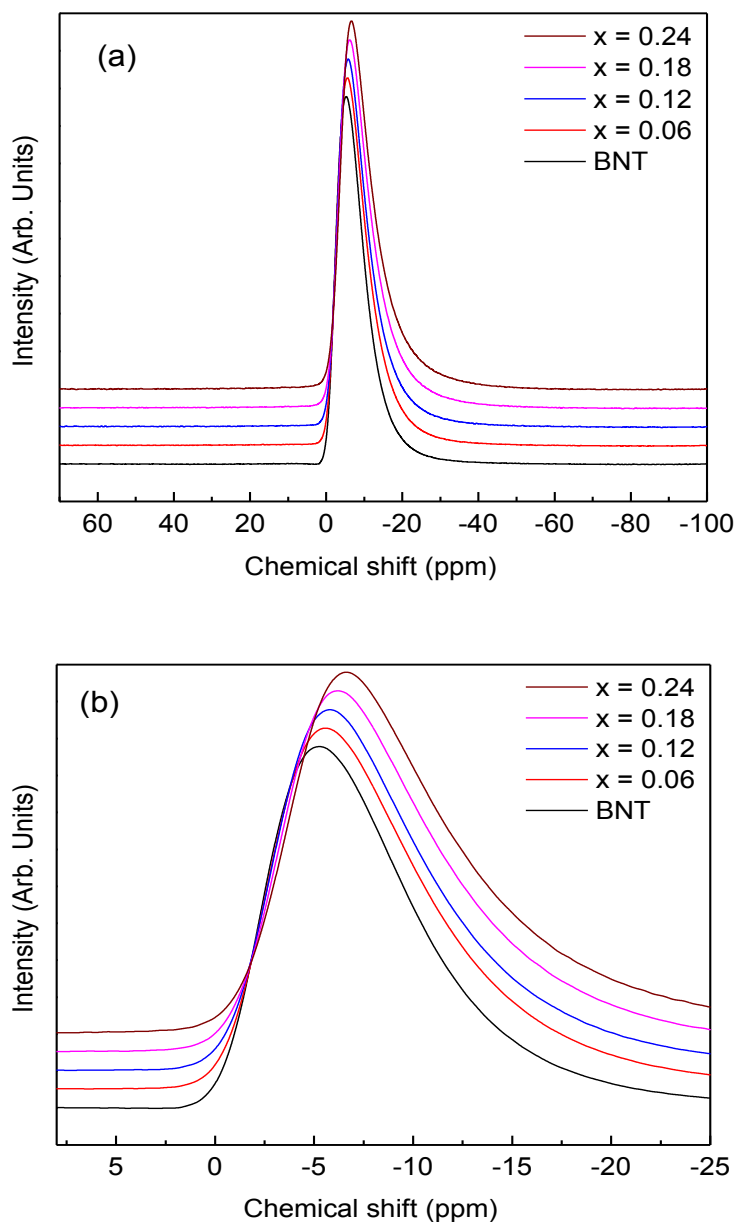 (a)
x = 0.24
x = 0.18
x = 0.12
x = 0.06
BNT
Intensity (Arb. Units)
60 40 20 0 -20 -40 -60 -80 -100
Chemical shift (ppm)
(b)
x = 0.24
x = 0.18
x = 0.12
x = 0.06
BNT
Intensity (Arb. Units)
5 0 -5 -10 -15 -20 -25
Chemical shift (ppm)